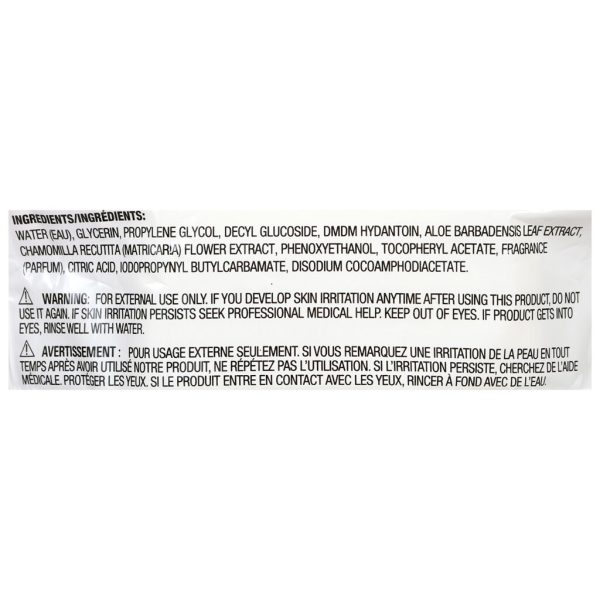 INGREDIENTS/INGRÉDIENTS:
WATER (EAU), GLYCERIN, PROPYLENE GLYCOL, DECYL GLUCOSIDE, DMDM HYDANTOIN, ALOE BARBADENSIS LEAF EXTRACT,
CHAMOMILLA RECUTITA (MATRICARIA) FLOWER EXTRACT, PHENOXYETHANOL, TOCOPHERYL ACETATE, FRAGRANCE
(PARFUM), CITRIC ACID, IODOPROPYNYL BUTYLCARBAMATE, DISODIUM COCOAMPHODIACETATE.
⚠ WARNING: FOR EXTERNAL USE ONLY. IF YOU DEVELOP SKIN IRRITATION ANYTIME AFTER USING THIS PRODUCT, DO NOT
USE IT AGAIN. IF SKIN IRRITATION PERSISTS SEEK PROFESSIONAL MEDICAL HELP. KEEP OUT OF EYES. IF PRODUCT GETS INTO
EYES, RINSE WELL WITH WATER.
⚠ AVERTISSEMENT : POUR USAGE EXTERNE SEULEMENT. SI VOUS REMARQUEZ UNE IRRITATION DE LA PEAU EN TOUT
TEMPS APRÈS AVOIR UTILISÉ NOTRE PRODUIT, NE RÉPÉTEZ PAS L'UTILISATION. SI L'IRRITATION PERSISTE, CHERCHEZ DE L'AIDE
MÉDICALE. PROTÉGER LES YEUX. SI LE PRODUIT ENTRE EN CONTACT AVEC LES YEUX, RINCER À FOND AVEC DE L'EAU.